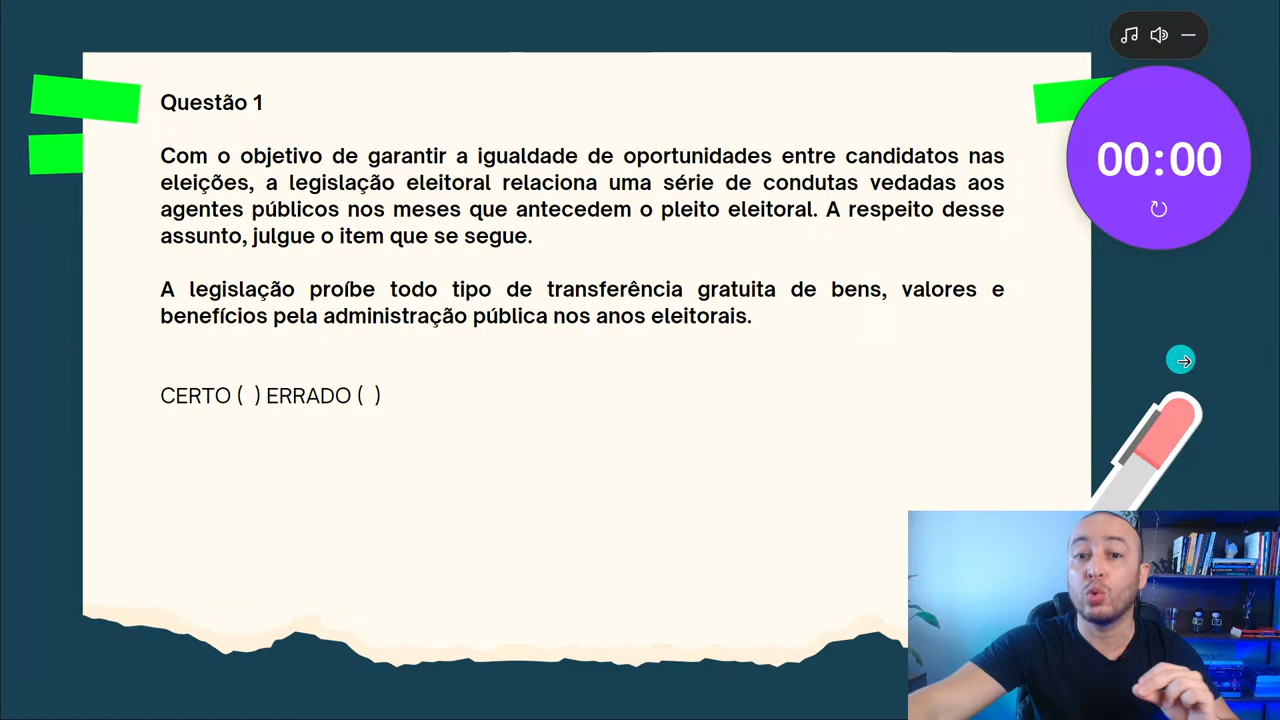 Questão 1
Com o objetivo de garantir a igualdade de oportunidades entre candidatos nas
eleições, a legislação eleitoral relaciona uma série de condutas vedadas aos
agentes públicos nos meses que antecedem o pleito eleitoral. A respeito desse
assunto, julgue o item que se segue.
A legislação proíbe todo tipo de transferência gratuita de bens, valores e
benefícios pela administração pública nos anos eleitorais.
CERTO ( ) ERRADO ( )
00:00